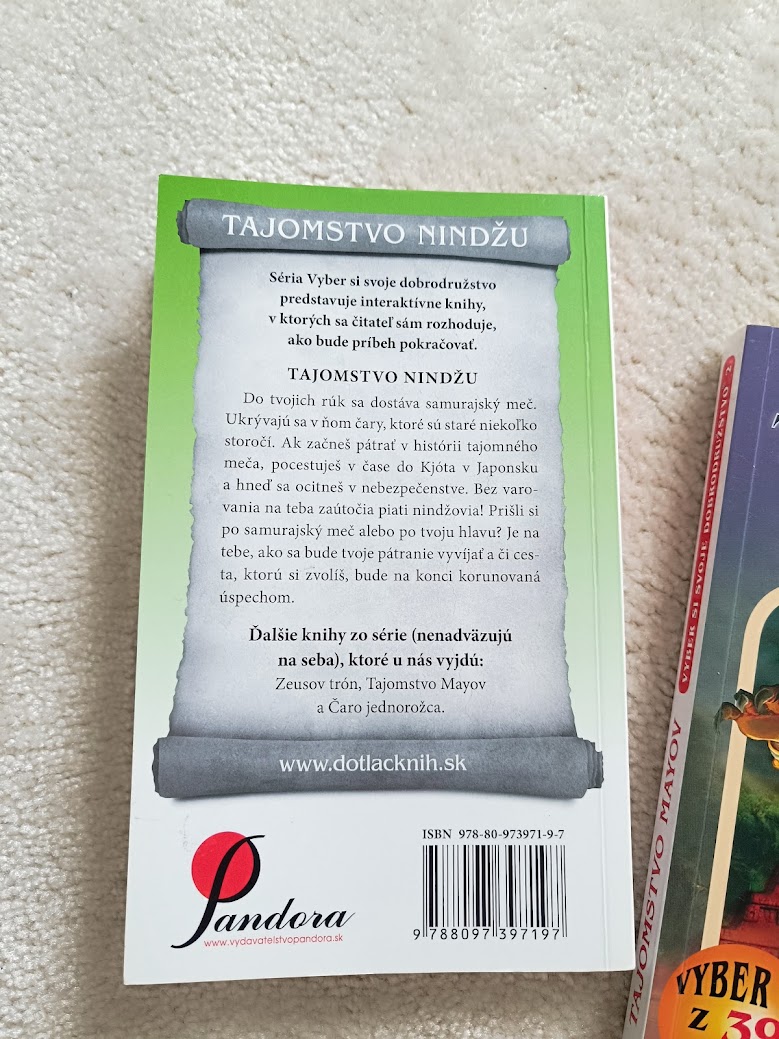 TAJOMSTVO NINDŽU
Séria Vyber si svoje dobrodružstvo
predstavuje interaktívne knihy,
v ktorých sa čitateľ sám rozhoduje,
ako bude príbeh pokračovať.
TAJOMSTVO NINDŽU
Do tvojich rúk sa dostáva samurajský meč.
Ukrývajú sa v ňom čary, ktoré sú staré niekoľko
storočí. Ak začneš pátrať v histórii tajomného
meča, pocestuješ v čase do Kjóta v Japonsku
a hneď sa ocitneš v nebezpečenstve. Bez varo-
vania na teba zaútočia piati nindžovia! Prišli si
po samurajský meč alebo po tvoju hlavu? Je na
tebe, ako sa bude tvoje pátranie vyvíjať a či ces-
ta, ktorú si zvolíš, bude na konci korunovaná
úspechom.
Ďalšie knihy zo série (nenadväzujú
na seba), ktoré u nás vyjdú:
Zeusov trón, Tajomstvo Mayov
a Čaro jednorožca.
www.dotlacknih.sk
ISBN 978-80-973971-9-7
9 788097 397197
Pandora
www.vydavatelstvopandora.sk
VYBER SI SVOJE DOBRODRUŽSTVO 2
TAJOMSTVO MAYOV
VYBER
z 39